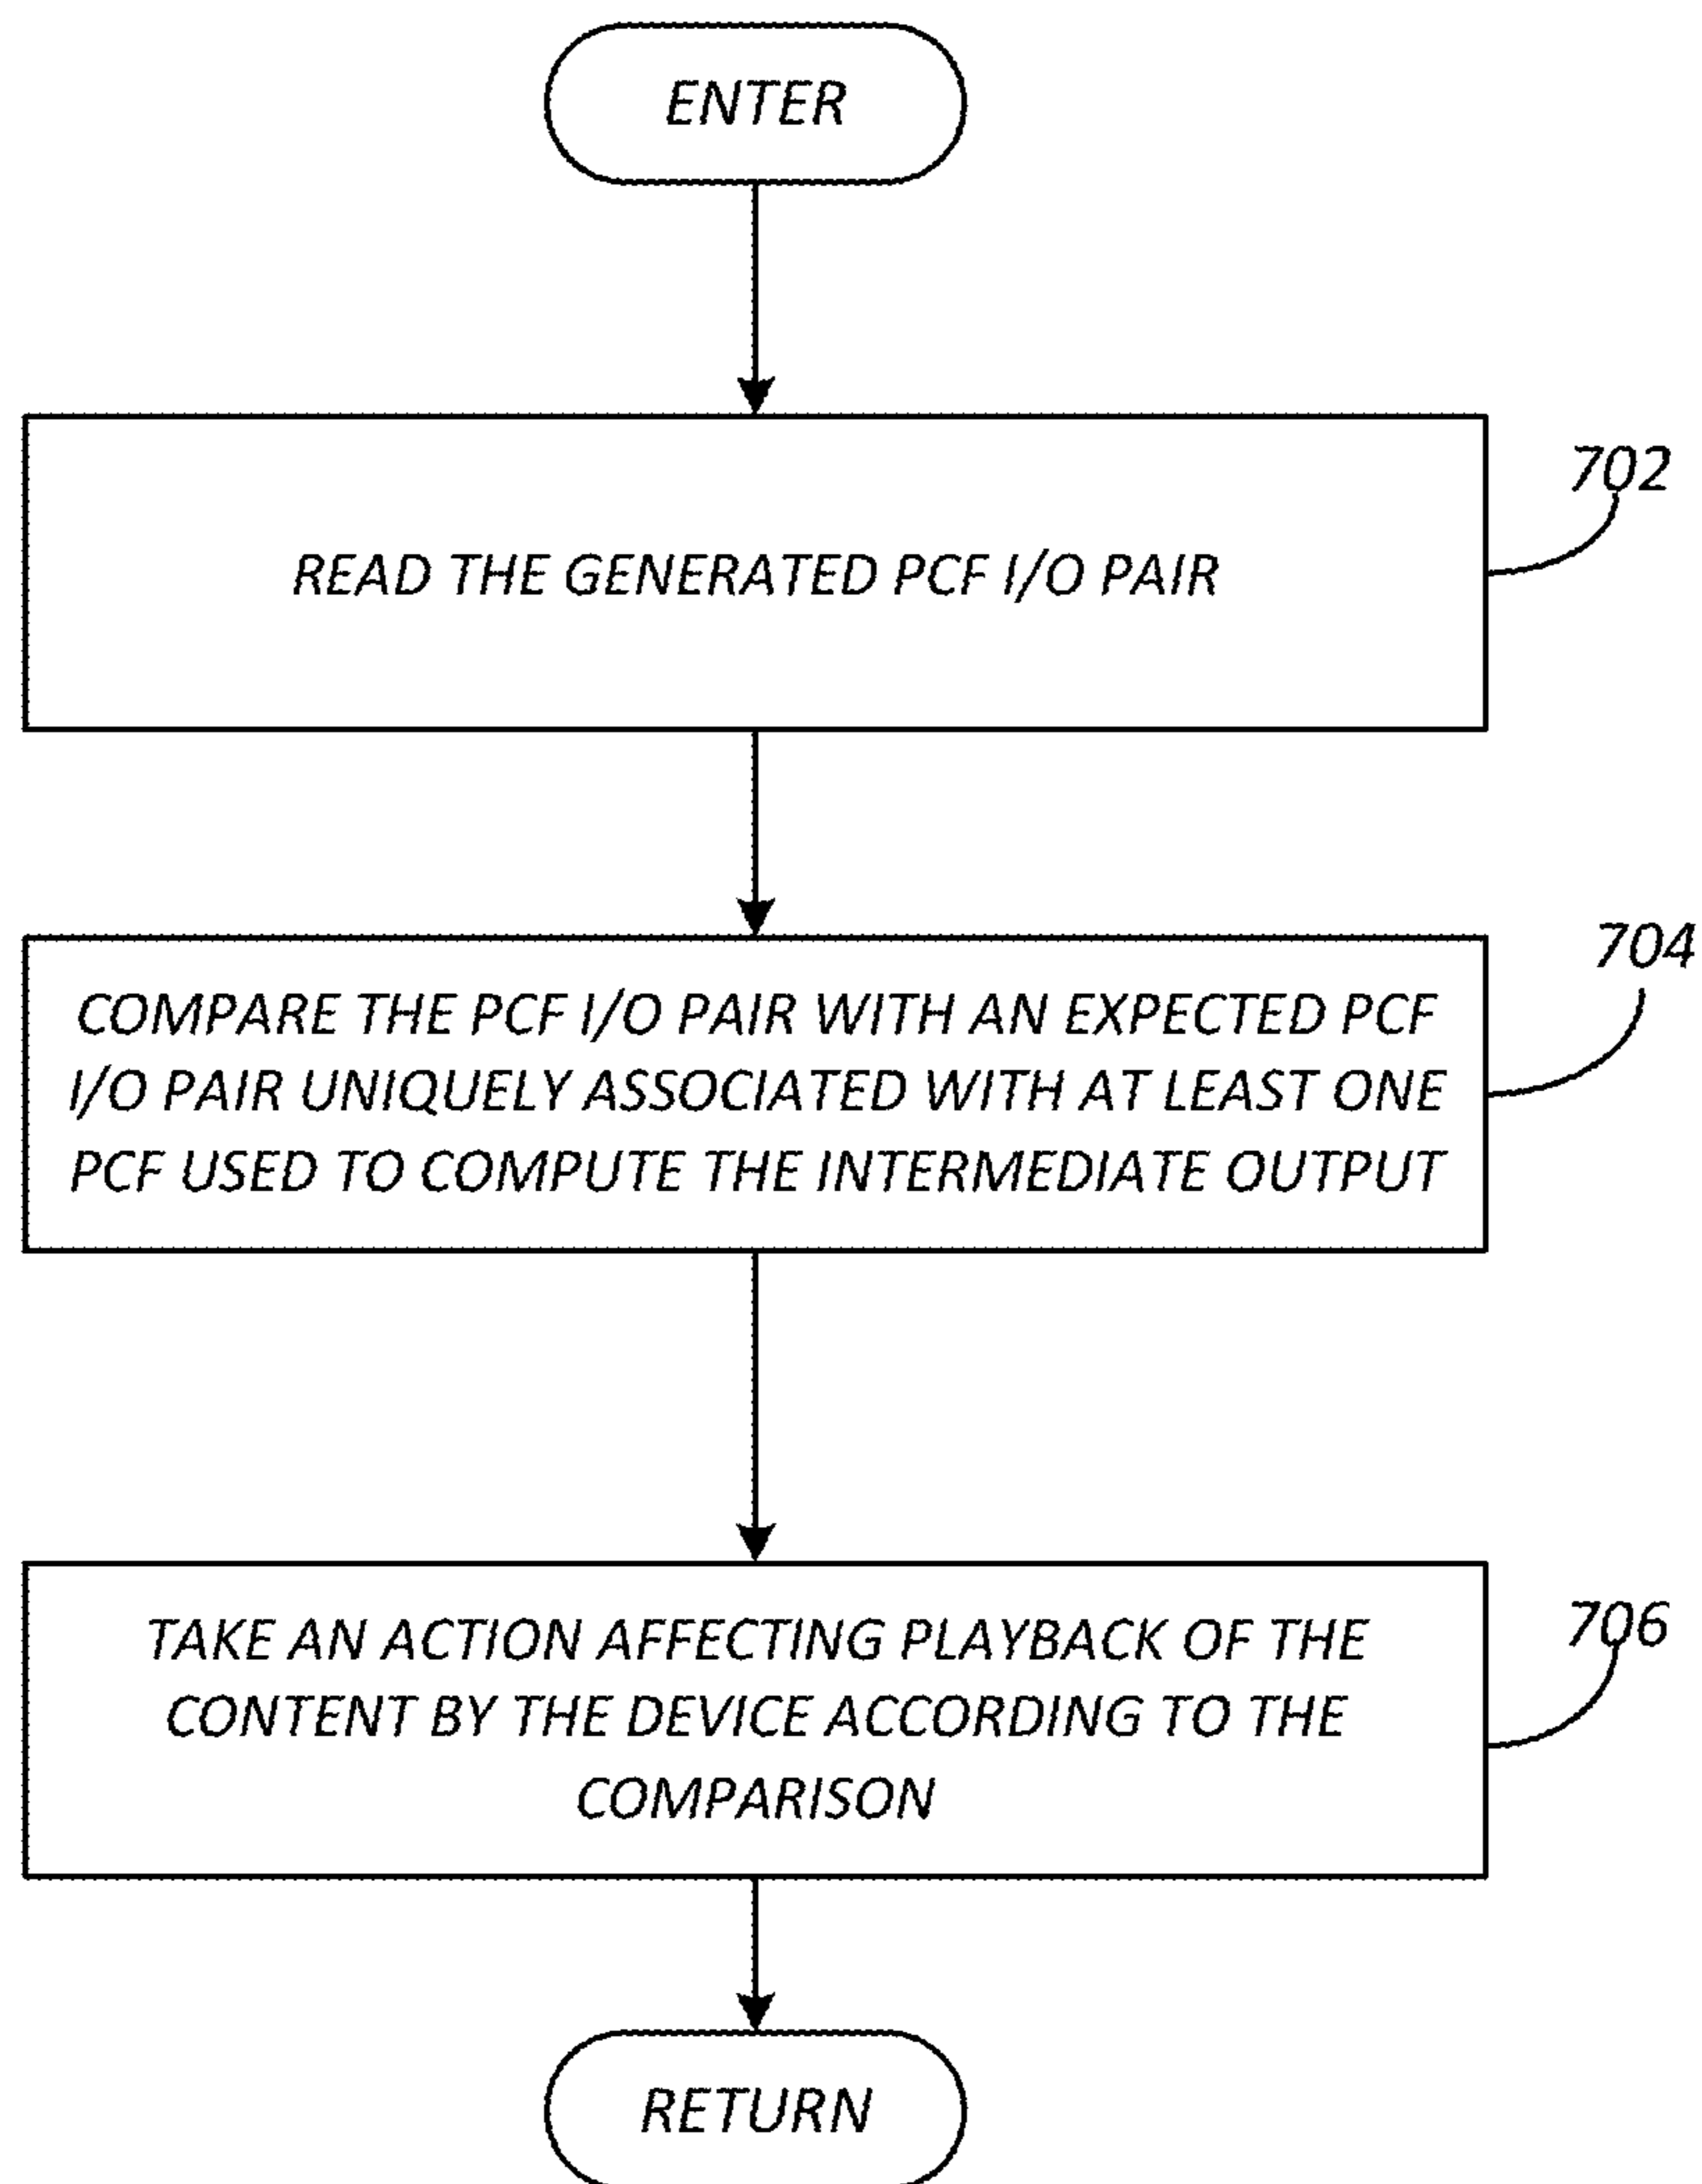 ENTER
702
READ THE GENERATED PCF I/O PAIR
704
COMPARE THE PCF I/O PAIR WITH AN EXPECTED PCF
I/O PAIR UNIQUELY ASSOCIATED WITH AT LEAST ONE
PCF USED TO COMPUTE THE INTERMEDIATE OUTPUT
706
TAKE AN ACTION AFFECTING PLAYBACK OF THE
CONTENT BY THE DEVICE ACCORDING TO THE
COMPARISON
RETURN